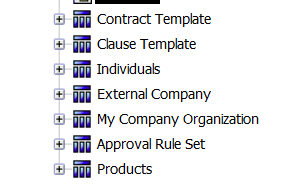 Contract Template
Clause Template
Individuals
External Company
My Company Organization
Approval Rule Set
Products